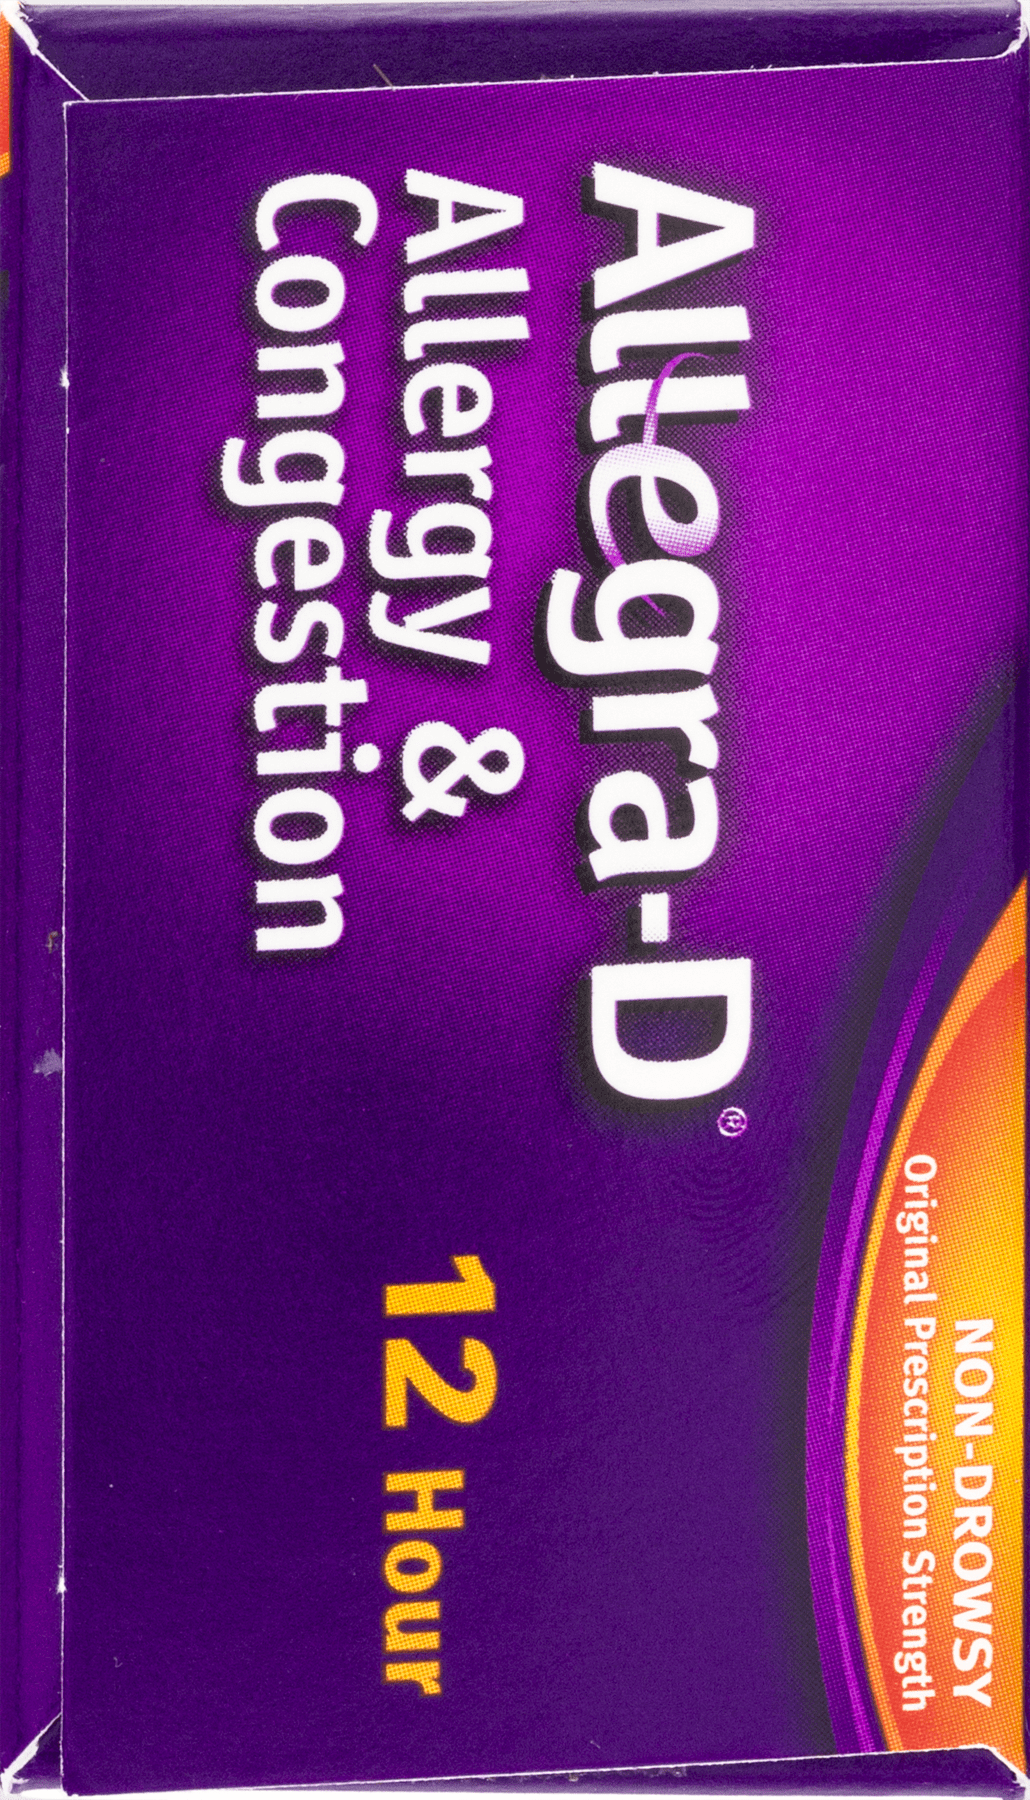 NON-DROWSY
Original Prescription Strength
Allegra-D®
Allergy &
Congestion
12 Hour